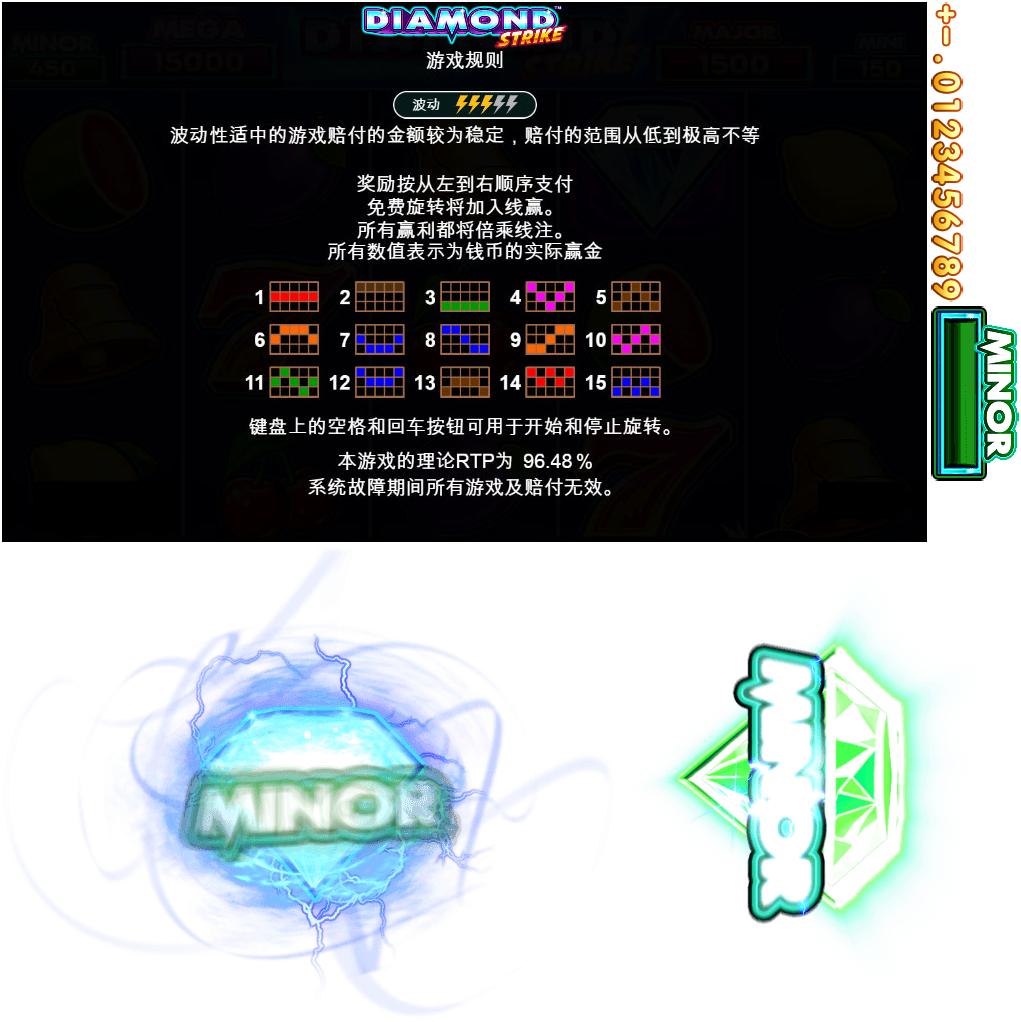 DIAMOND STRIKE™
游戏规则
MINOR
450
15000
MAJOR
1500
150
波动
波动性适中的游戏赔付的金额较为稳定，赔付的范围从低到极高不等
奖励按从左到右顺序支付
免费旋转将加入线赢。
所有赢利都将倍乘线注。
所有数值表示为钱币的实际赢金
1 2 3 4 5
6 7 8 9 10
11 12 13 14 15
键盘上的空格和回车按钮可用于开始和停止旋转。
本游戏的理论RTP为 96.48%
系统故障期间所有游戏及赔付无效。
+-.0123456789
MINOR
MINOR
MINOR